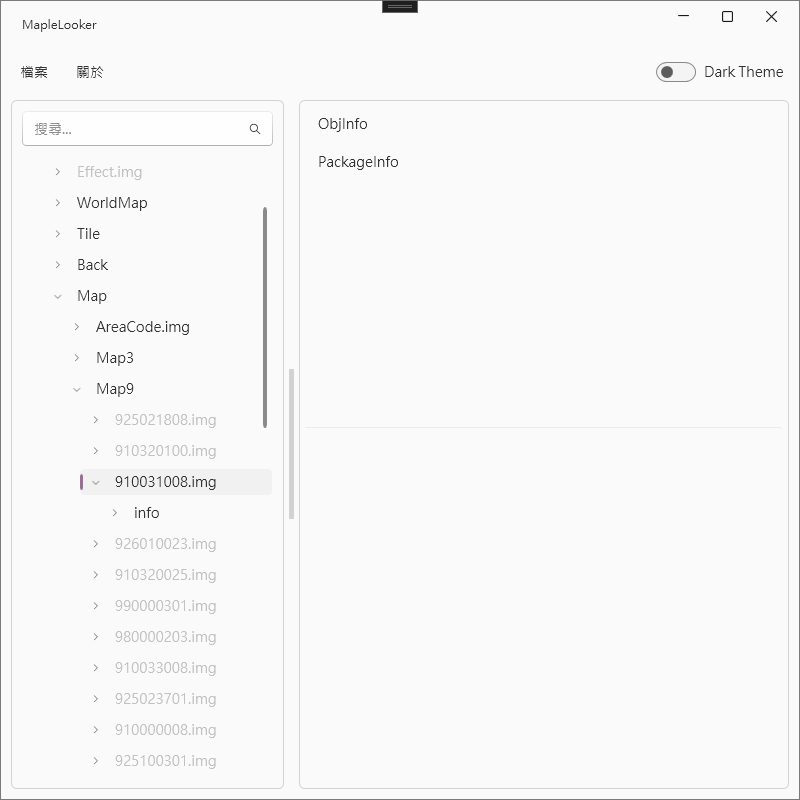 MapleLooker
檔案
關於
Dark Theme
搜尋...
Effect.img
WorldMap
Tile
Back
Map
AreaCode.img
Map3
Map9
925021808.img
910320100.img
910031008.img
info
926010023.img
910320025.img
990000301.img
980000203.img
910033008.img
925023701.img
910000008.img
925100301.img
ObjInfo
PackageInfo